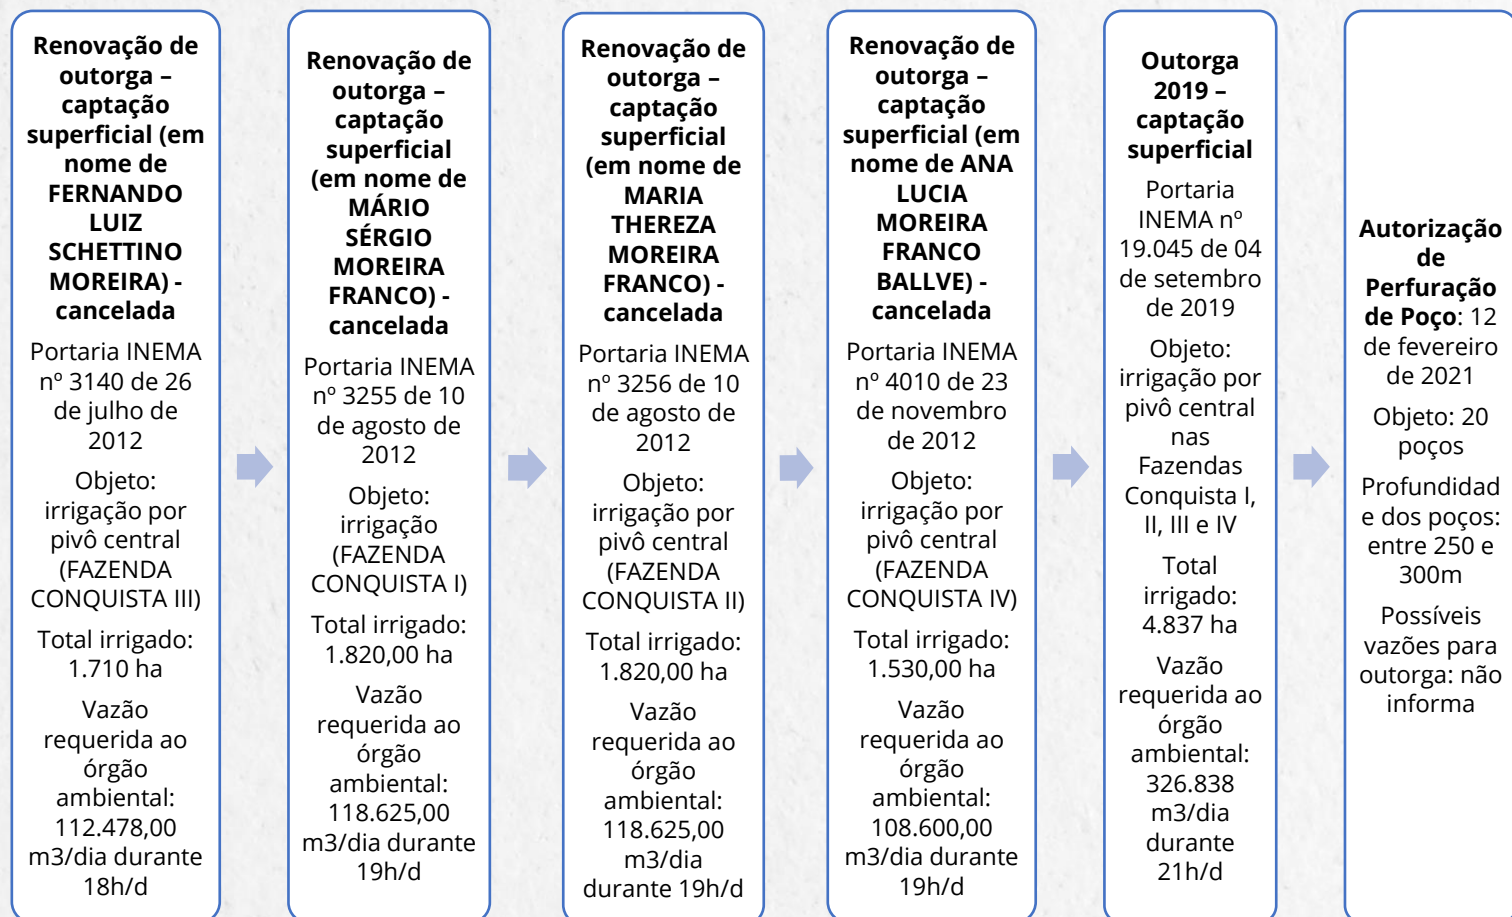 Renovação de
outorga –
captação
superficial (em
nome de
FERNANDO
LUIZ
SCHETTINO
MOREIRA) -
cancelada
Portaria INEMA
nº 3140 de 26
de julho de
2012
Objeto:
irrigação por
pivô central
(FAZENDA
CONQUISTA III)
Total irrigado:
1.710 ha
Vazão
requerida ao
órgão
ambiental:
112.478,00
m3/dia durante
18h/d
Renovação de
outorga –
captação
superficial
(em nome de
MÁRIO
SÉRGIO
MOREIRA
FRANCO) -
cancelada
Portaria INEMA
nº 3255 de 10
de agosto de
2012
Objeto:
irrigação
(FAZENDA
CONQUISTA I)
Total irrigado:
1.820,00 ha
Vazão
requerida ao
órgão
ambiental:
118.625,00
m3/dia durante
19h/d
Renovação de
outorga –
captação
superficial
(em nome de
MARIA
THEREZA
MOREIRA
FRANCO) -
cancelada
Portaria INEMA
nº 3256 de 10
de agosto de
2012
Objeto:
irrigação por
pivô central
(FAZENDA
CONQUISTA II)
Total irrigado:
1.820,00 ha
Vazão
requerida ao
órgão
ambiental:
118.625,00
m3/dia
durante 19h/d
Renovação de
outorga –
captação
superficial (em
nome de ANA
LUCIA
MOREIRA
FRANCO
BALLVE) -
cancelada
Portaria INEMA
nº 4010 de 23
de novembro
de 2012
Objeto:
irrigação por
pivô central
(FAZENDA
CONQUISTA IV)
Total irrigado:
1.530,00 ha
Vazão
requerida ao
órgão
ambiental:
108.600,00
m3/dia durante
19h/d
Outorga
2019 –
captação
superficial
Portaria
INEMA nº
19.045 de 04
de setembro
de 2019
Objeto:
irrigação por
pivô central
nas
Fazendas
Conquista I,
II, III e IV
Total
irrigado:
4.837 ha
Vazão
requerida ao
órgão
ambiental:
326.838
m3/dia
durante
21h/d
Autorização
de
Perfuração
de Poço: 12
de fevereiro
de 2021
Objeto: 20
poços
Profundidad
e dos poços:
entre 250 e
300m
Possíveis
vazões para
outorga: não
informa